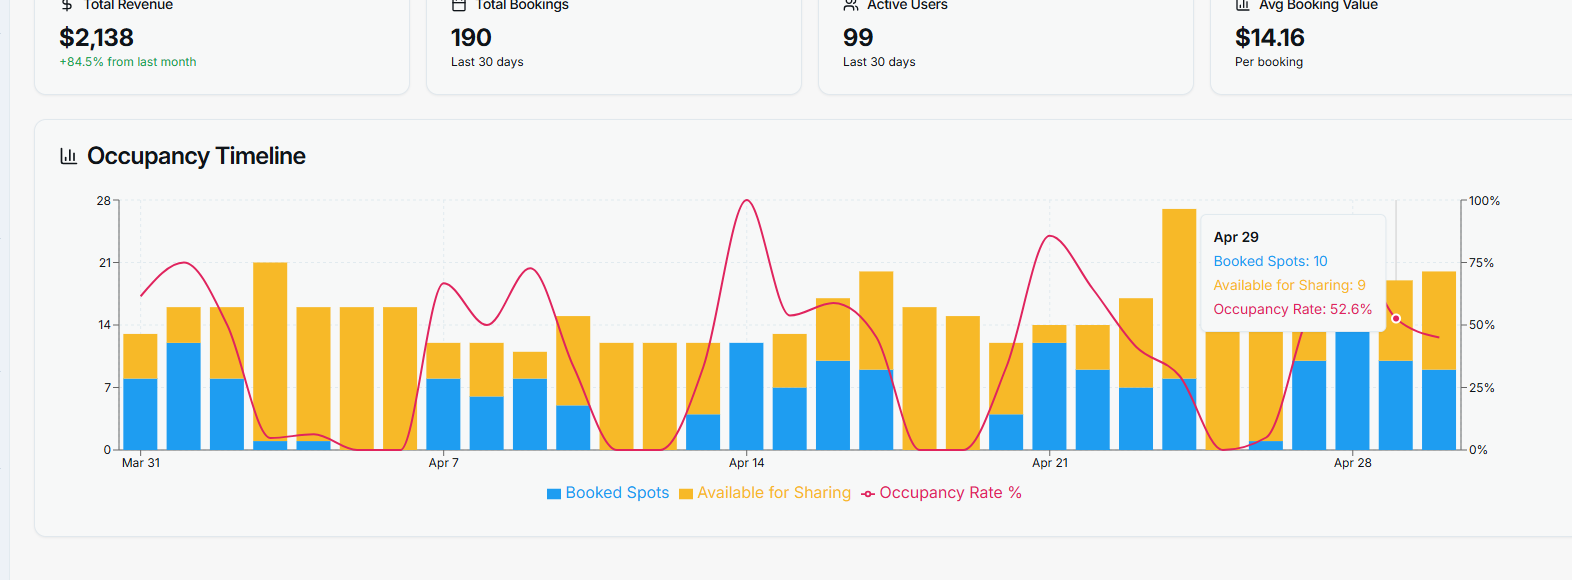 Total Revenue
Total Bookings
Active Users
Avg Booking Value
$2,138
190
99
$14.16
+84.5% from last month
Last 30 days
Last 30 days
Per booking
Occupancy Timeline
28
21
14
7
0
100%
75%
50%
25%
0%
Apr 29
Booked Spots: 10
Available for Sharing: 9
Occupancy Rate: 52.6%
Mar 31
Apr 7
Apr 14
Apr 21
Apr 28
Booked Spots
Available for Sharing
Occupancy Rate %